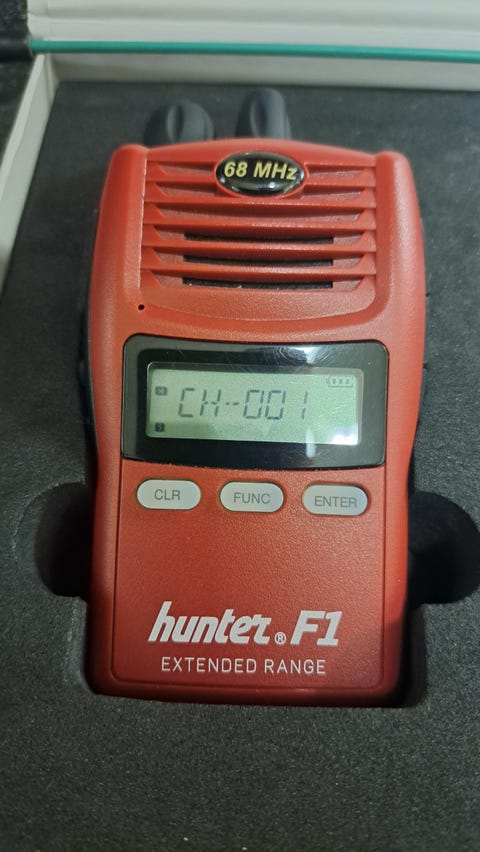 68 MHz
CH--001
CLR FUNC ENTER
hunter® F1
EXTENDED RANGE